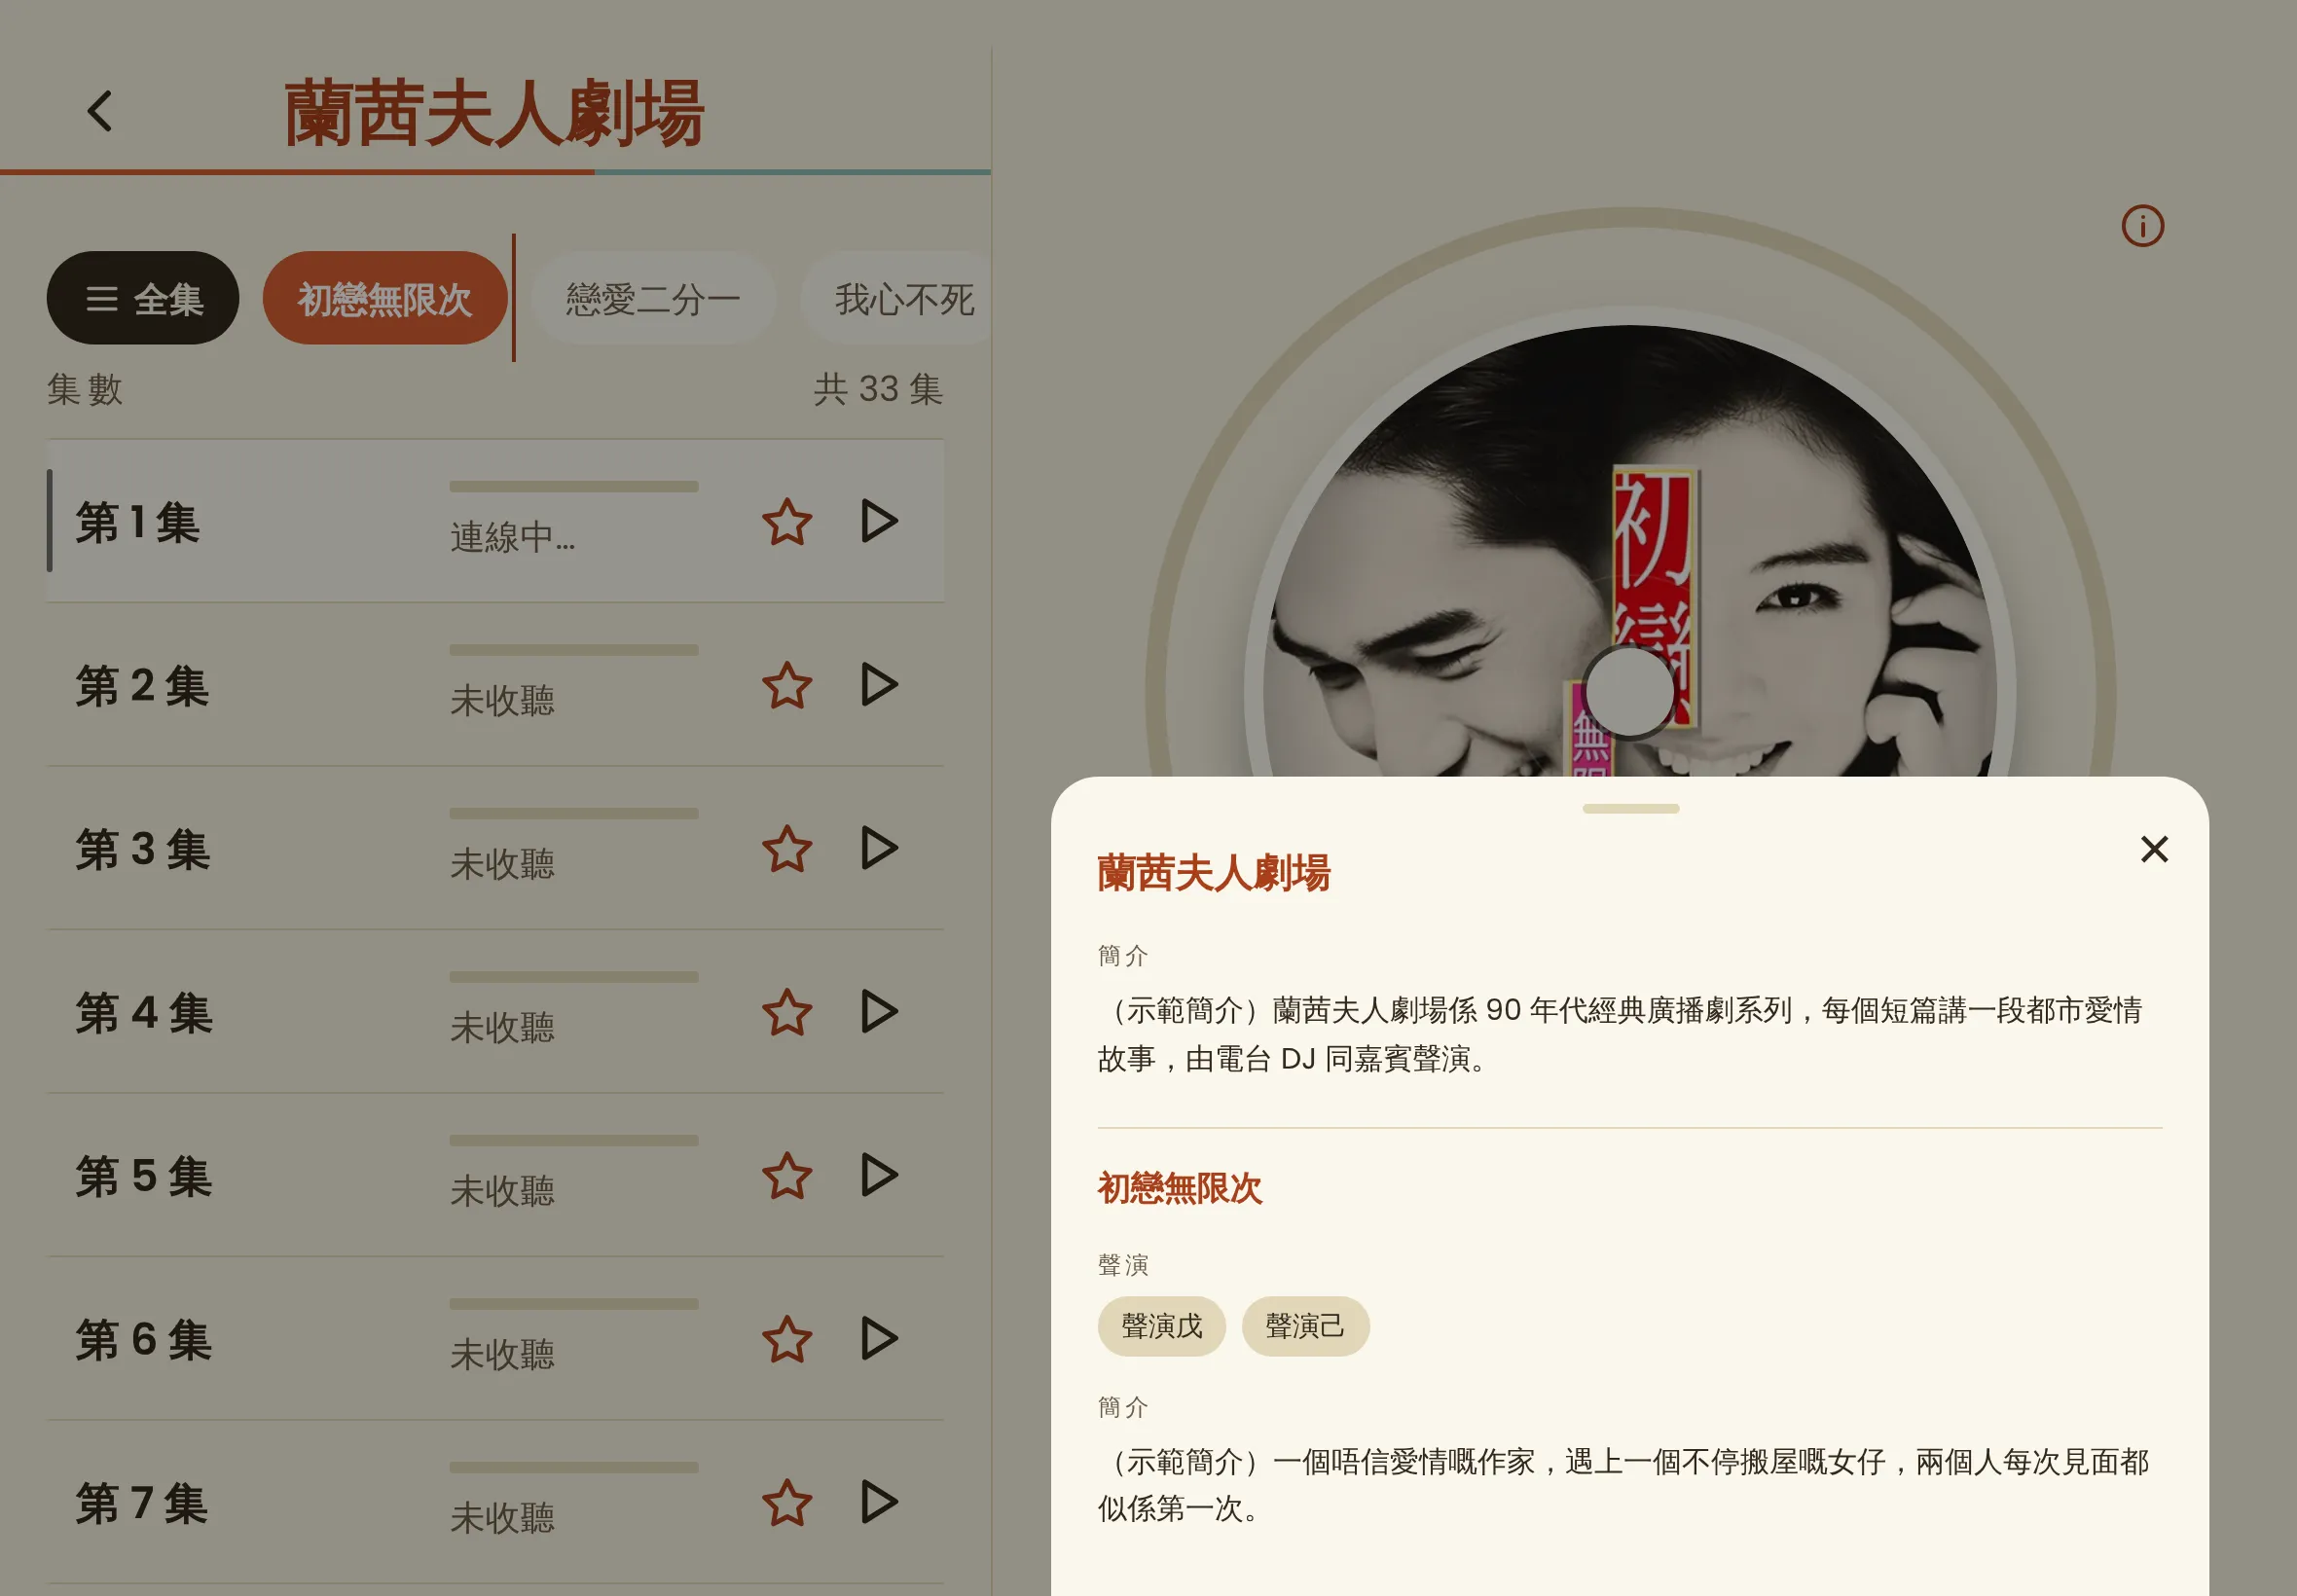 蘭茜夫人劇場
全集 初戀無限次 戀愛二分一 我心不死
集數 共 33 集
第 1 集 連線中...
第 2 集 未收聽
第 3 集 未收聽
第 4 集 未收聽
第 5 集 未收聽
第 6 集 未收聽
第 7 集 未收聽
初戀
無限
蘭茜夫人劇場
簡介
（示範簡介）蘭茜夫人劇場係 90 年代經典廣播劇系列，每個短篇講一段都市愛情
故事，由電台 DJ 同嘉賓聲演。
初戀無限次
聲演
聲演戊 聲演己
簡介
（示範簡介）一個唔信愛情嘅作家，遇上一個不停搬屋嘅女仔，兩個人每次見面都
似係第一次。